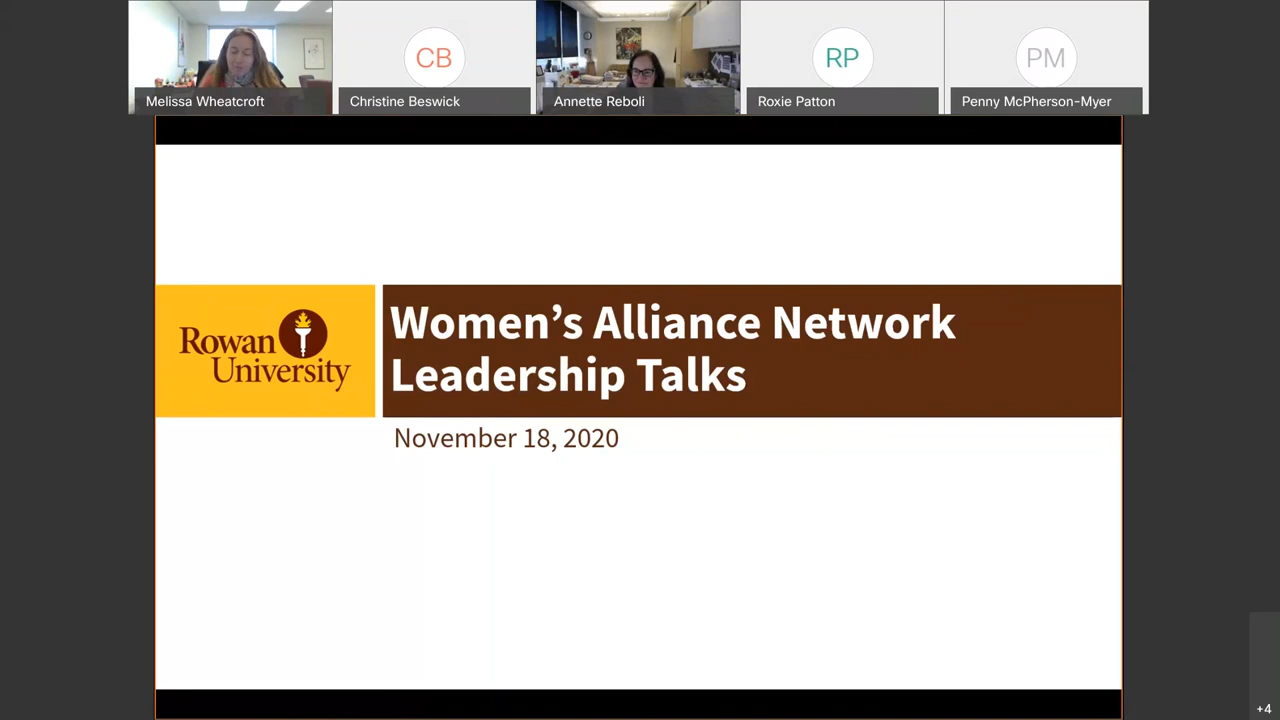 Melissa Wheatcroft
CB
Christine Beswick
Annette Reboli
RP
Roxie Patton
PM
Penny McPherson-Myer
Rowan
University
Women’s Alliance Network
Leadership Talks
November 18, 2020
+4